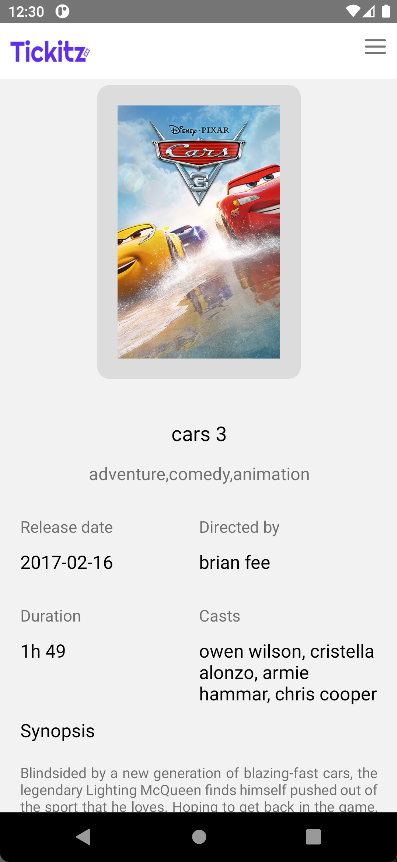 12:30
Tickitz
Disney · PIXAR
Cars
3
cars 3
adventure,comedy,animation
Release date
Directed by
2017-02-16
brian fee
Duration
Casts
1h 49
owen wilson, cristella
alonzo, armie
hammar, chris cooper
Synopsis
Blindsided by a new generation of blazing-fast cars, the
legendary Lighting McQueen finds himself pushed out of
the sport that he loves. Hoping to get back in the game,